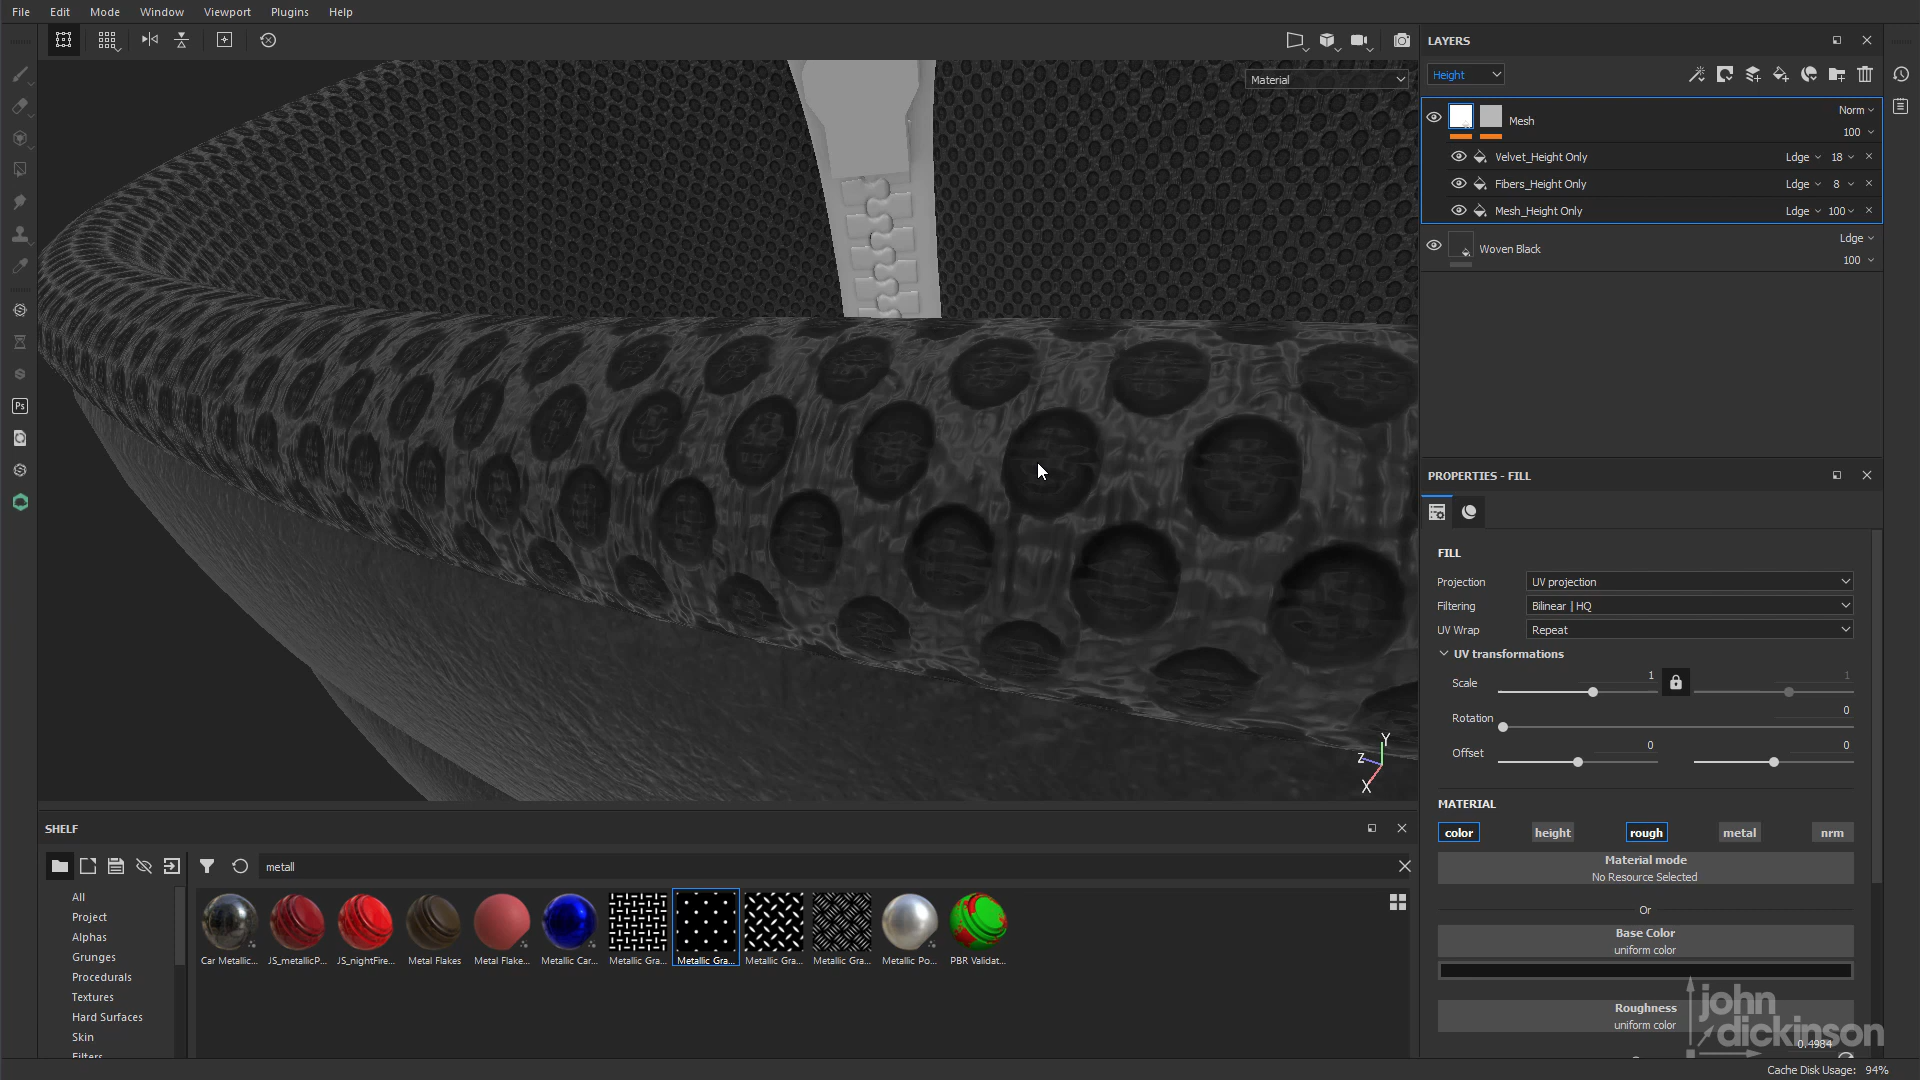 File Edit Mode Window Viewport Plugins Help
Material
LAYERS
Height
Mesh
Norm
100
Velvet_Height Only Ldge 18
Fibers_Height Only Ldge 8
Mesh_Height Only Ldge 100
Woven Black
Ldge
100
Ps
PROPERTIES - FILL
FILL
Projection UV projection
Filtering Bilinear | HQ
UV Wrap Repeat
UV transformations
Scale 1 1
Rotation 0
Offset 0 0
Y
Z
X
MATERIAL
color height rough metal nrm
Material mode
No Resource Selected
Or
Base Color
uniform color
Roughness
uniform color
0.4984
john
dickinson
SHELF
metall
All
Project
Alphas
Grunges
Procedurals
Textures
Hard Surfaces
Skin
Filters
Car Metallic... JS_metallicP... JS_nightFire... Metal Flakes Metal Flake... Metallic Car... Metallic Gra... Metallic Gra... Metallic Gra... Metallic Gra... Metallic Po... PBR Validat...
Cache Disk Usage: 94%